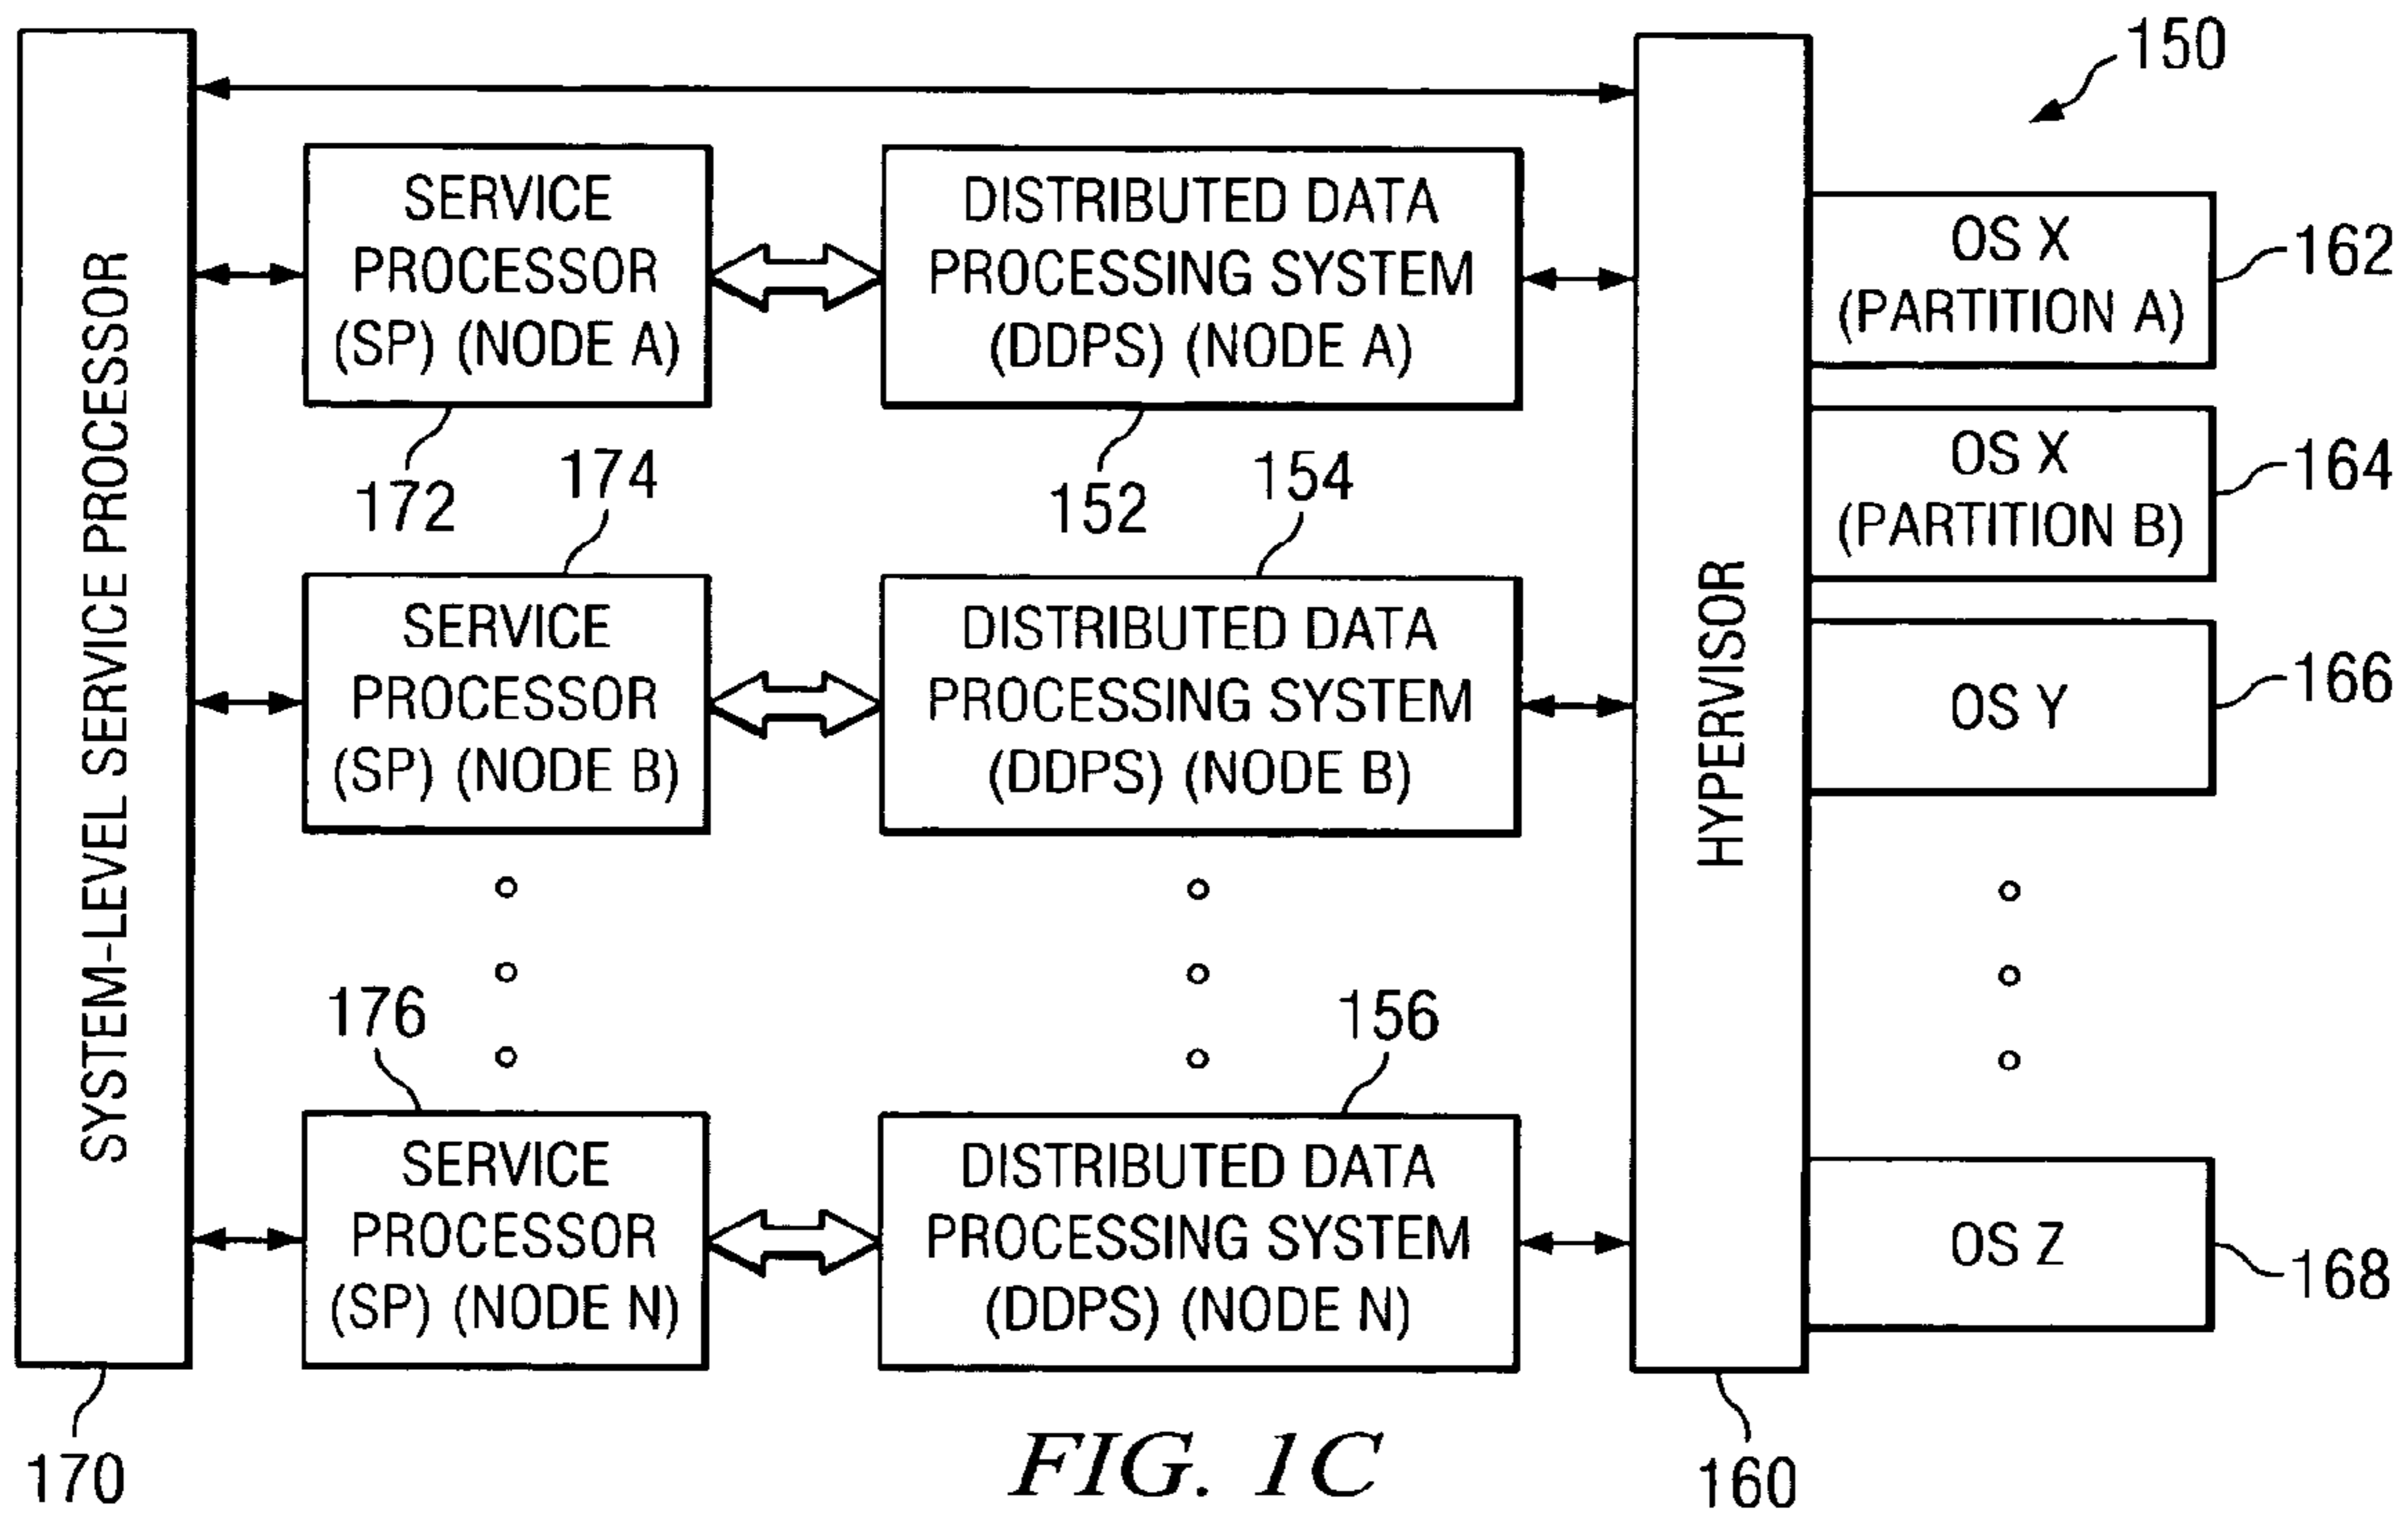 150
SYSTEM-LEVEL SERVICE PROCESSOR
170
SERVICE
PROCESSOR
(SP) (NODE A)
172
DISTRIBUTED DATA
PROCESSING SYSTEM
(DDPS) (NODE A)
152
174
SERVICE
PROCESSOR
(SP) (NODE B)
154
DISTRIBUTED DATA
PROCESSING SYSTEM
(DDPS) (NODE B)
176
SERVICE
PROCESSOR
(SP) (NODE N)
156
DISTRIBUTED DATA
PROCESSING SYSTEM
(DDPS) (NODE N)
HYPERVISOR
160
OS X
(PARTITION A)
162
OS X
(PARTITION B)
164
OS Y
166
OS Z
168
FIG. 1C